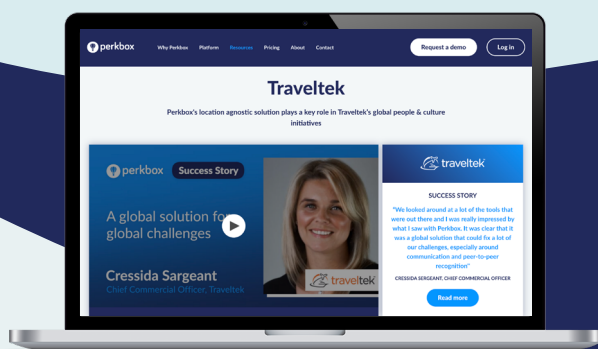 perkbox
Why Perkbox
Platform
Resources
Pricing
About
Contact
Request a demo
Log in
Traveltek
Perkbox's location agnostic solution plays a key role in Traveltek's global people & culture
initiatives
perkbox
Success Story
A global solution for
global challenges
Cressida Sargeant
Chief Commercial Officer, Traveltek
traveltek
traveltek
SUCCESS STORY
"We looked around at a lot of the tools that
were out there and I was really impressed by
what I saw with Perkbox. It was clear that it
was a global solution that could fix a lot of
our challenges, especially around
communication and peer-to-peer
recognition"
CRESSIDA SERGEANT, CHIEF COMMERCIAL OFFICER
Read more